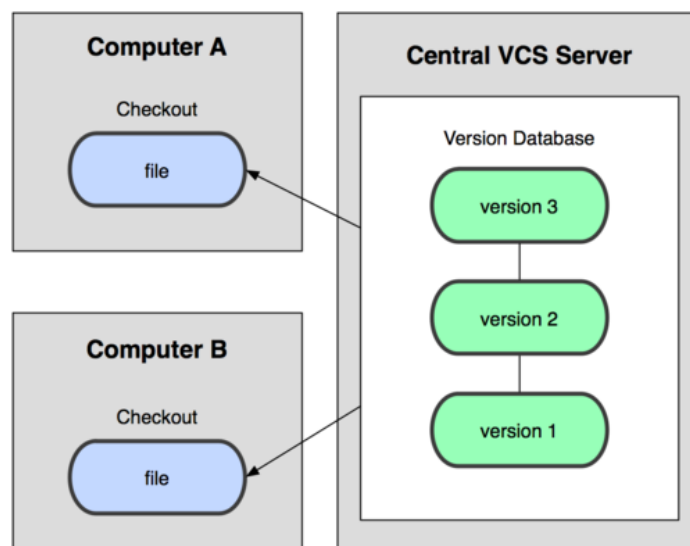 Computer A
Checkout
file
Computer B
Checkout
file
Central VCS Server
Version Database
version 3
version 2
version 1